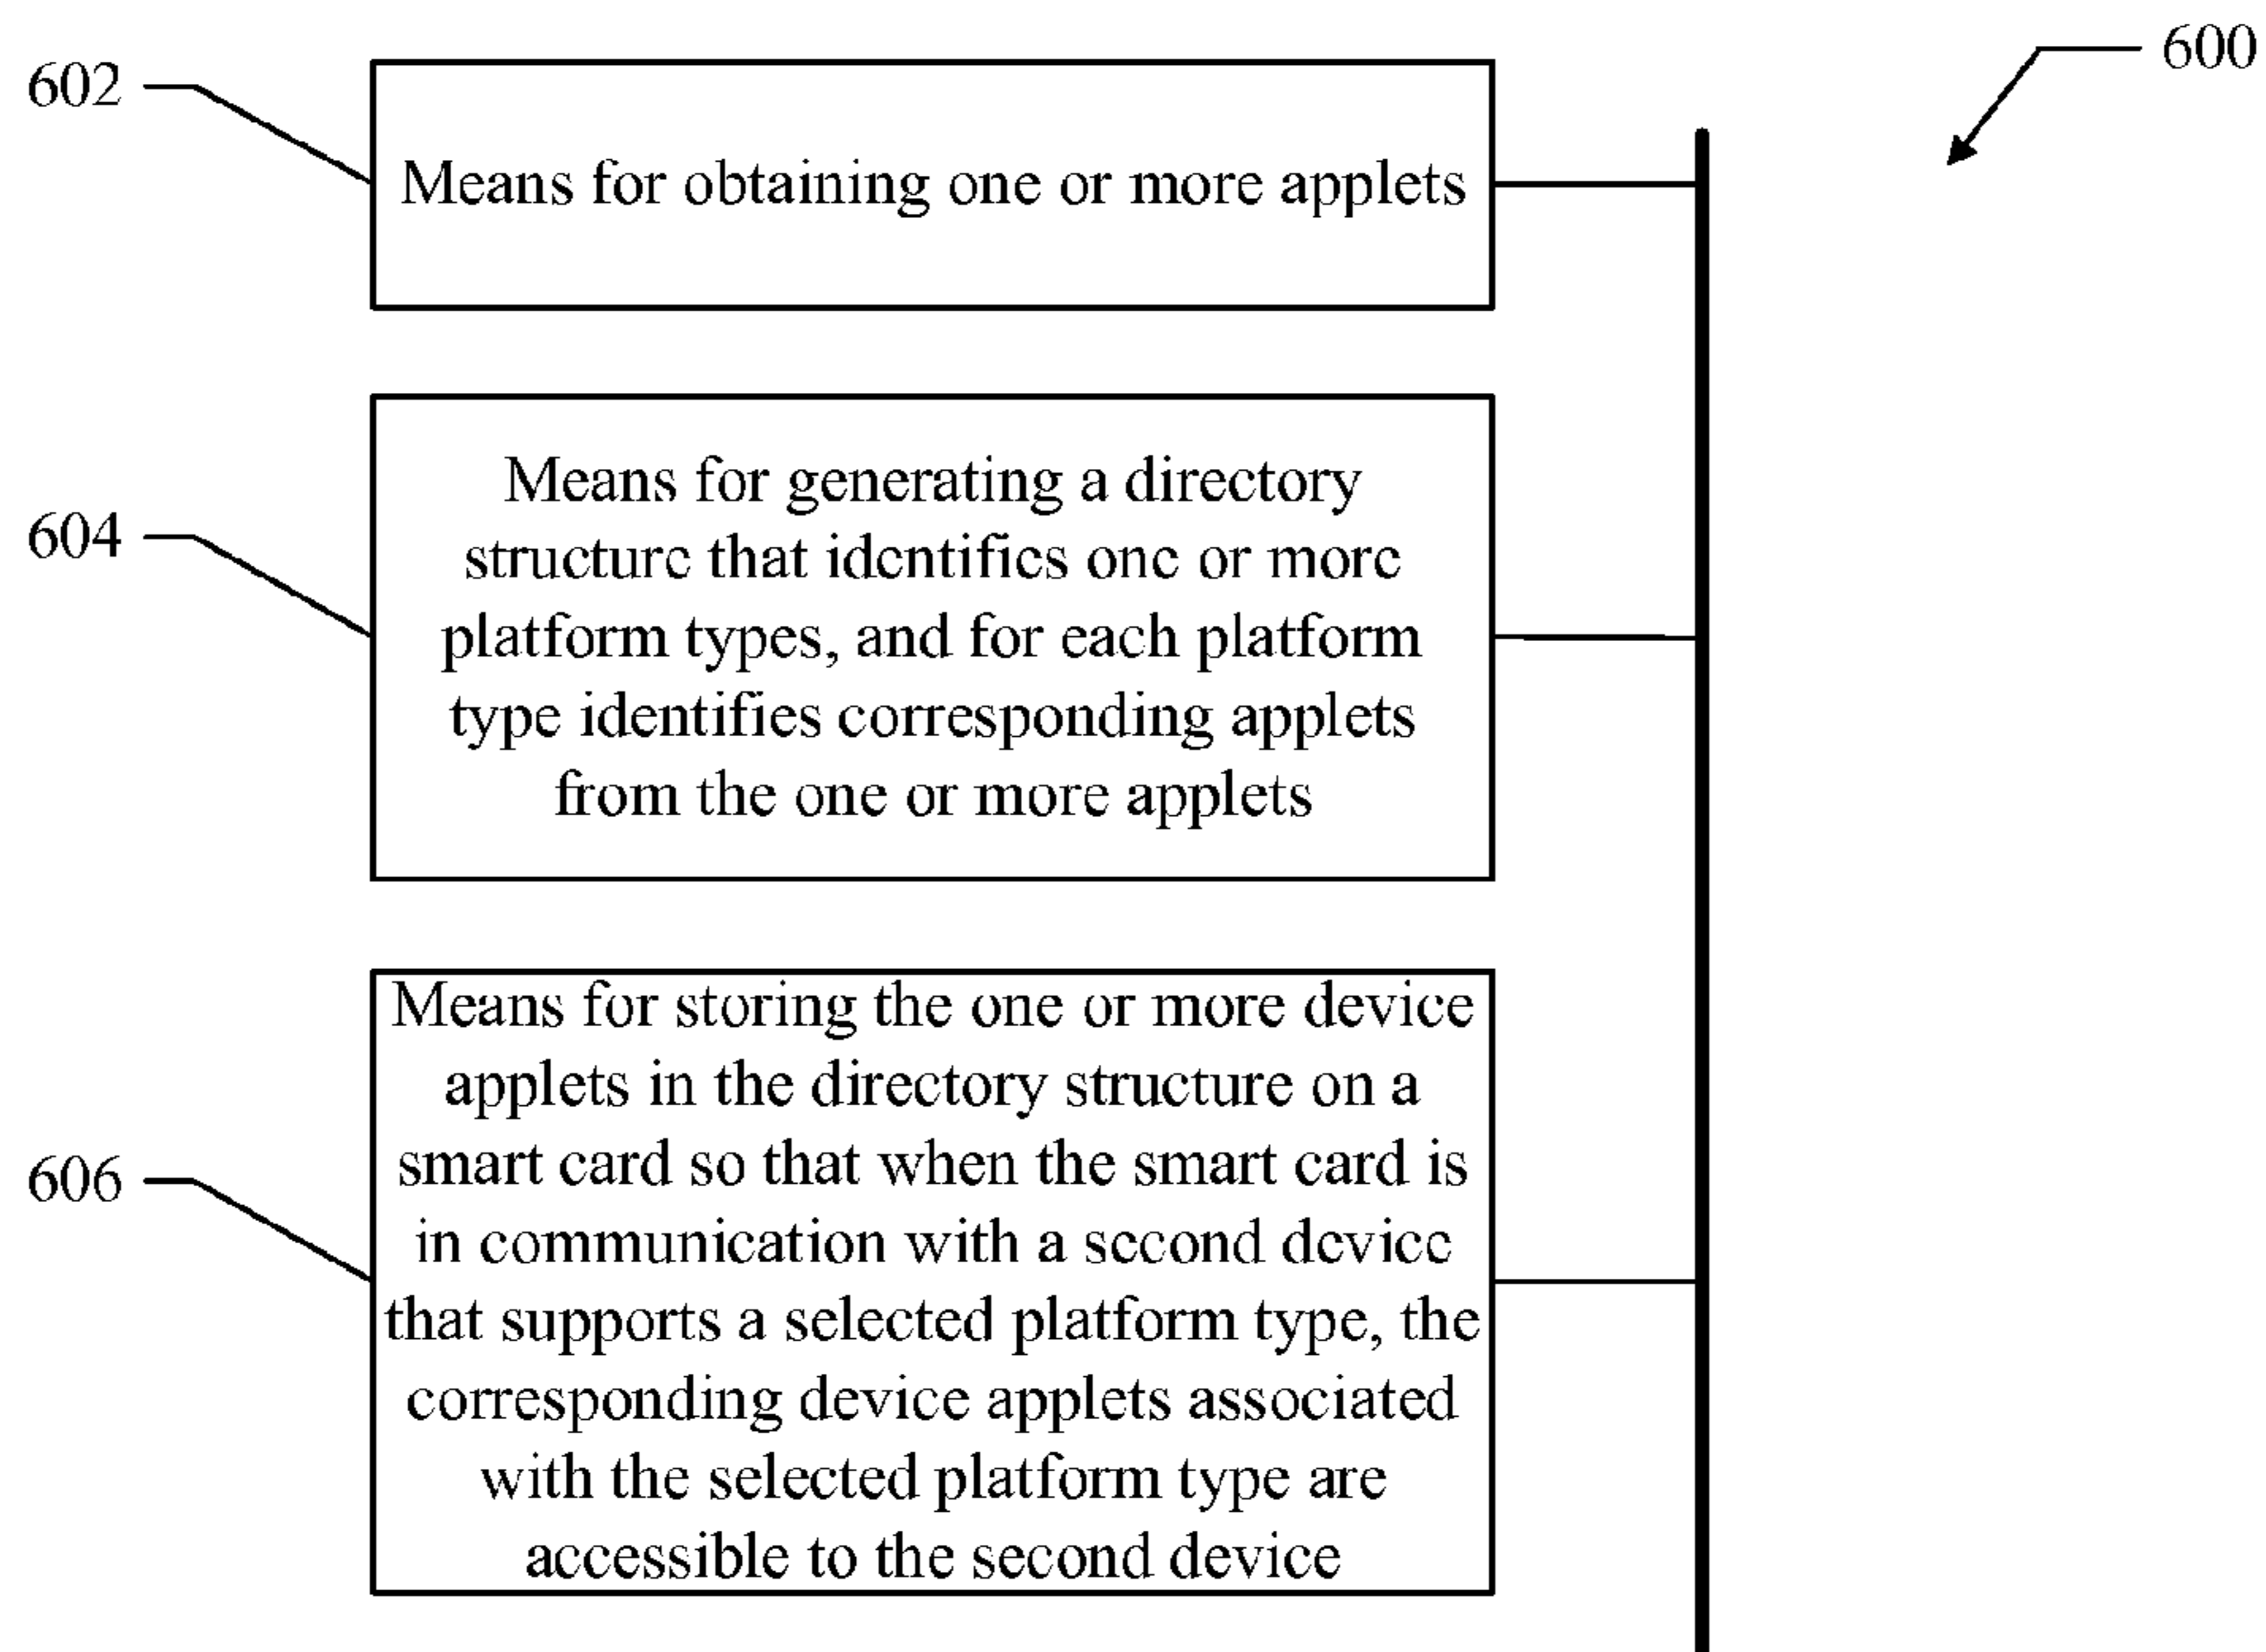 600
602
Means for obtaining one or more applets
604
Means for generating a directory
structure that identifies one or more
platform types, and for each platform
type identifies corresponding applets
from the one or more applets
606
Means for storing the one or more device
applets in the directory structure on a
smart card so that when the smart card is
in communication with a second device
that supports a selected platform type, the
corresponding device applets associated
with the selected platform type are
accessible to the second device